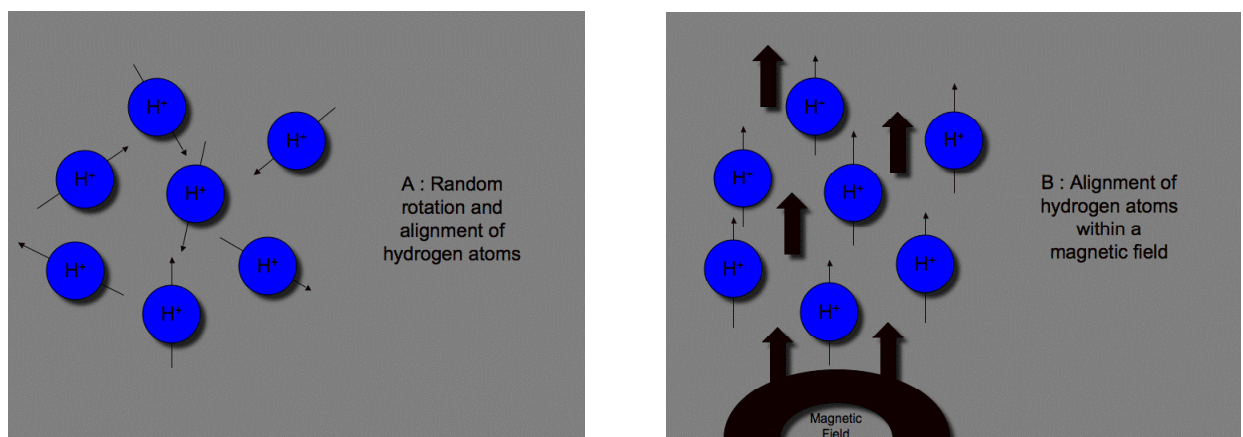 H⁺
H⁺
H⁺
H⁺
H⁺
H⁺
H⁺
A : Random
rotation and
alignment of
hydrogen atoms
H⁺
H⁺
H⁺
H⁺
H⁺
H⁺
H⁺
B : Alignment of
hydrogen atoms
within a
magnetic field
Magnetic
Field